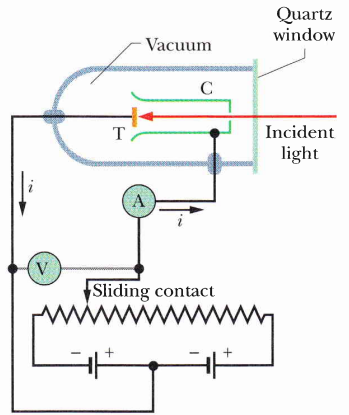 Quartz
window
Vacuum
C
T
Incident
light
i
A
i
V
Sliding contact
− +
− +